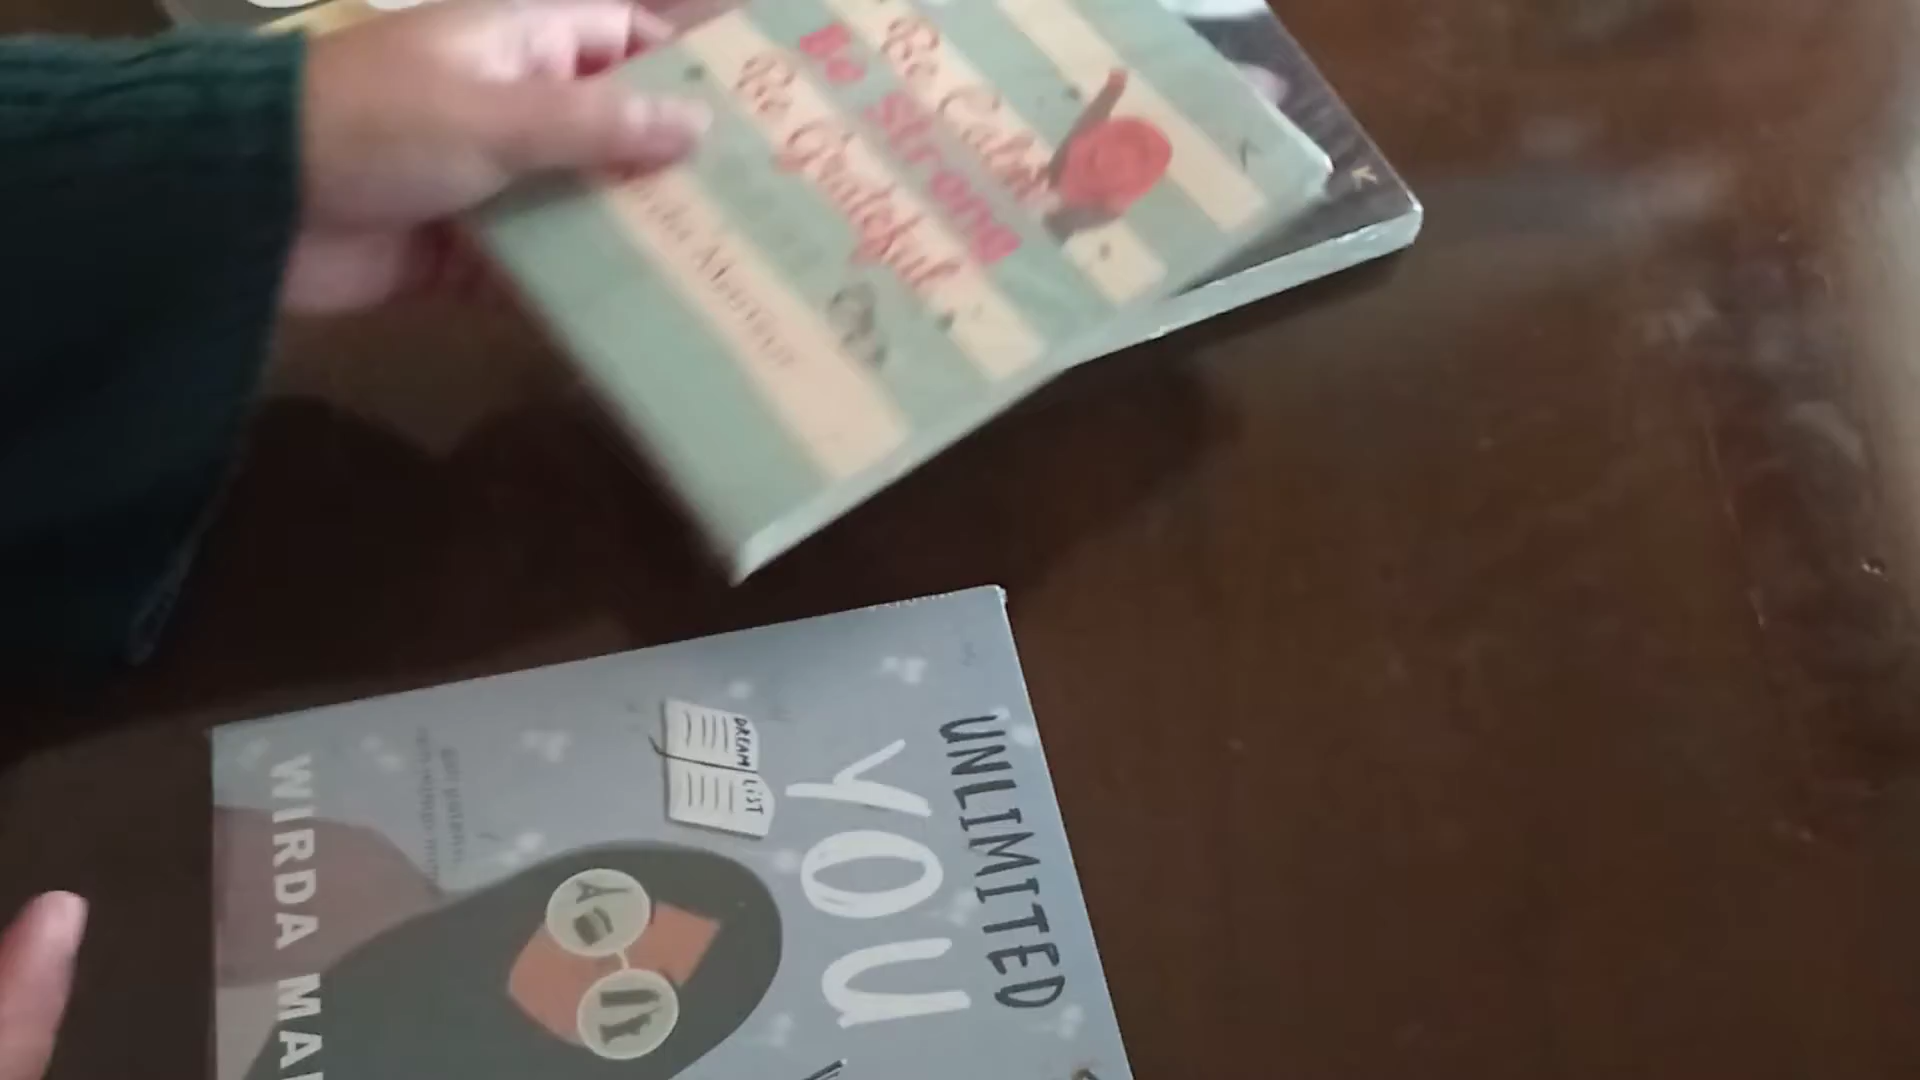 Be Calm
be strong
Be Grateful
UNLIMITED
YOU
DREAM LIST
WIRDA MA